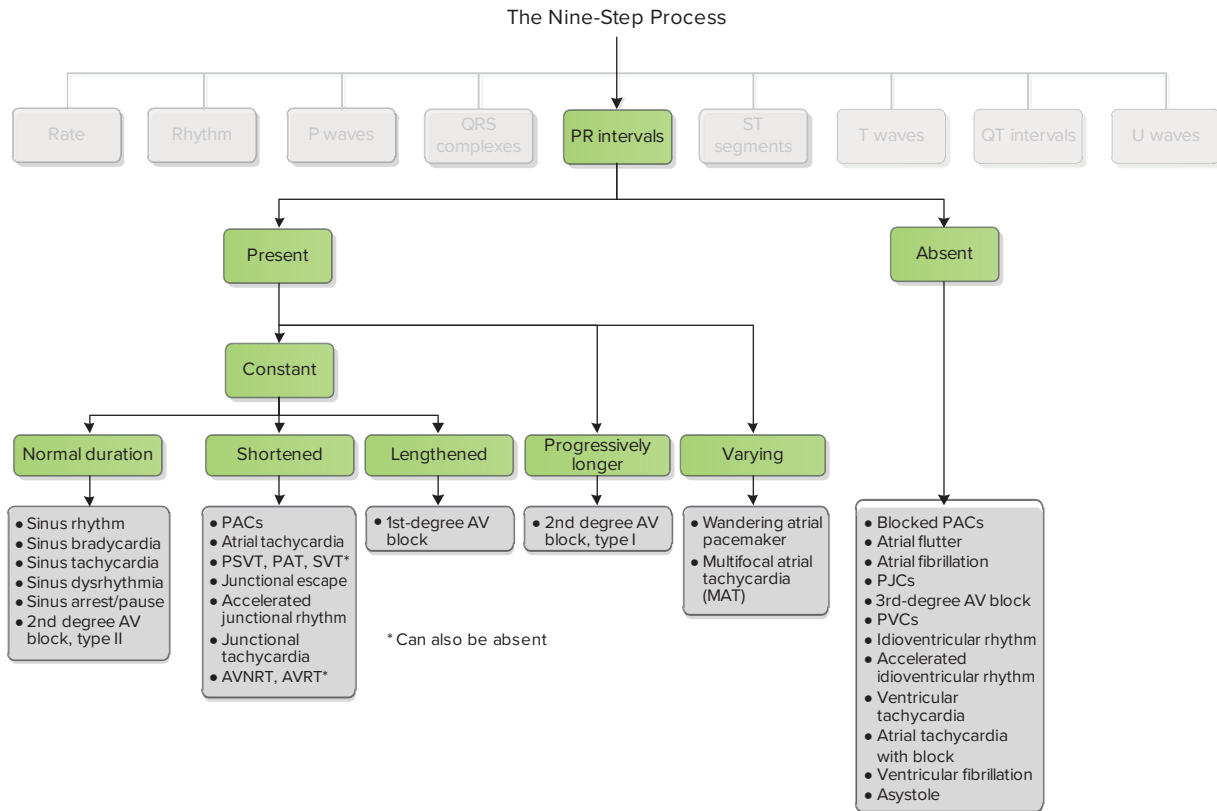 The Nine-Step Process
Rate
Rhythm
P waves
QRS
complexes
PR intervals
ST
segments
T waves
QT intervals
U waves
Present
Absent
Constant
Normal duration
Shortened
Lengthened
Progressively
longer
Varying
● Sinus rhythm
● Sinus bradycardia
● Sinus tachycardia
● Sinus dysrhythmia
● Sinus arrest/pause
● 2nd degree AV
block, type II
● PACs
● Atrial tachycardia
● PSVT, PAT, SVT*
● Junctional escape
● Accelerated
junctional rhythm
● Junctional
tachycardia
● AVNRT, AVRT*
● 1st-degree AV
block
● 2nd degree AV
block, type I
● Wandering atrial
pacemaker
● Multifocal atrial
tachycardia
(MAT)
* Can also be absent
● Blocked PACs
● Atrial flutter
● Atrial fibrillation
● PJCs
● 3rd-degree AV block
● PVCs
● Idioventricular rhythm
● Accelerated
idioventricular rhythm
● Ventricular
tachycardia
● Atrial tachycardia
with block
● Ventricular fibrillation
● Asystole